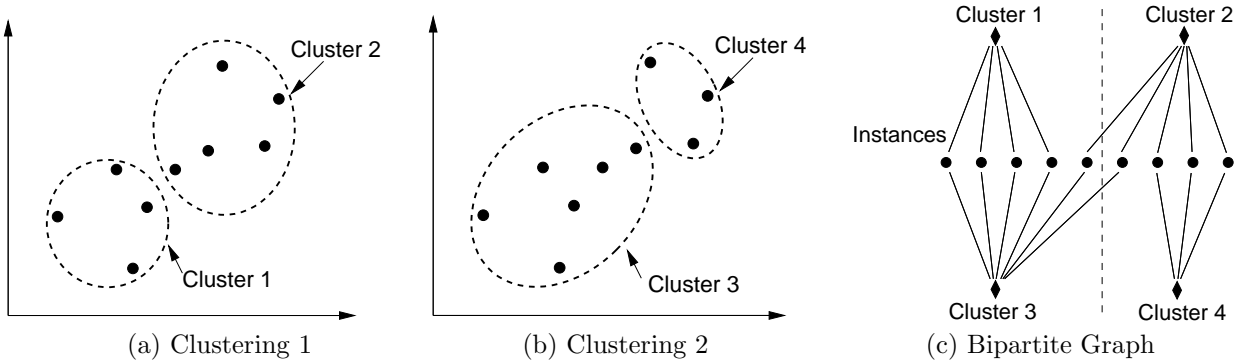 Cluster 2
Cluster 1
(a) Clustering 1
Cluster 4
Cluster 3
(b) Clustering 2
Cluster 1
Cluster 2
Instances
Cluster 3
Cluster 4
(c) Bipartite Graph